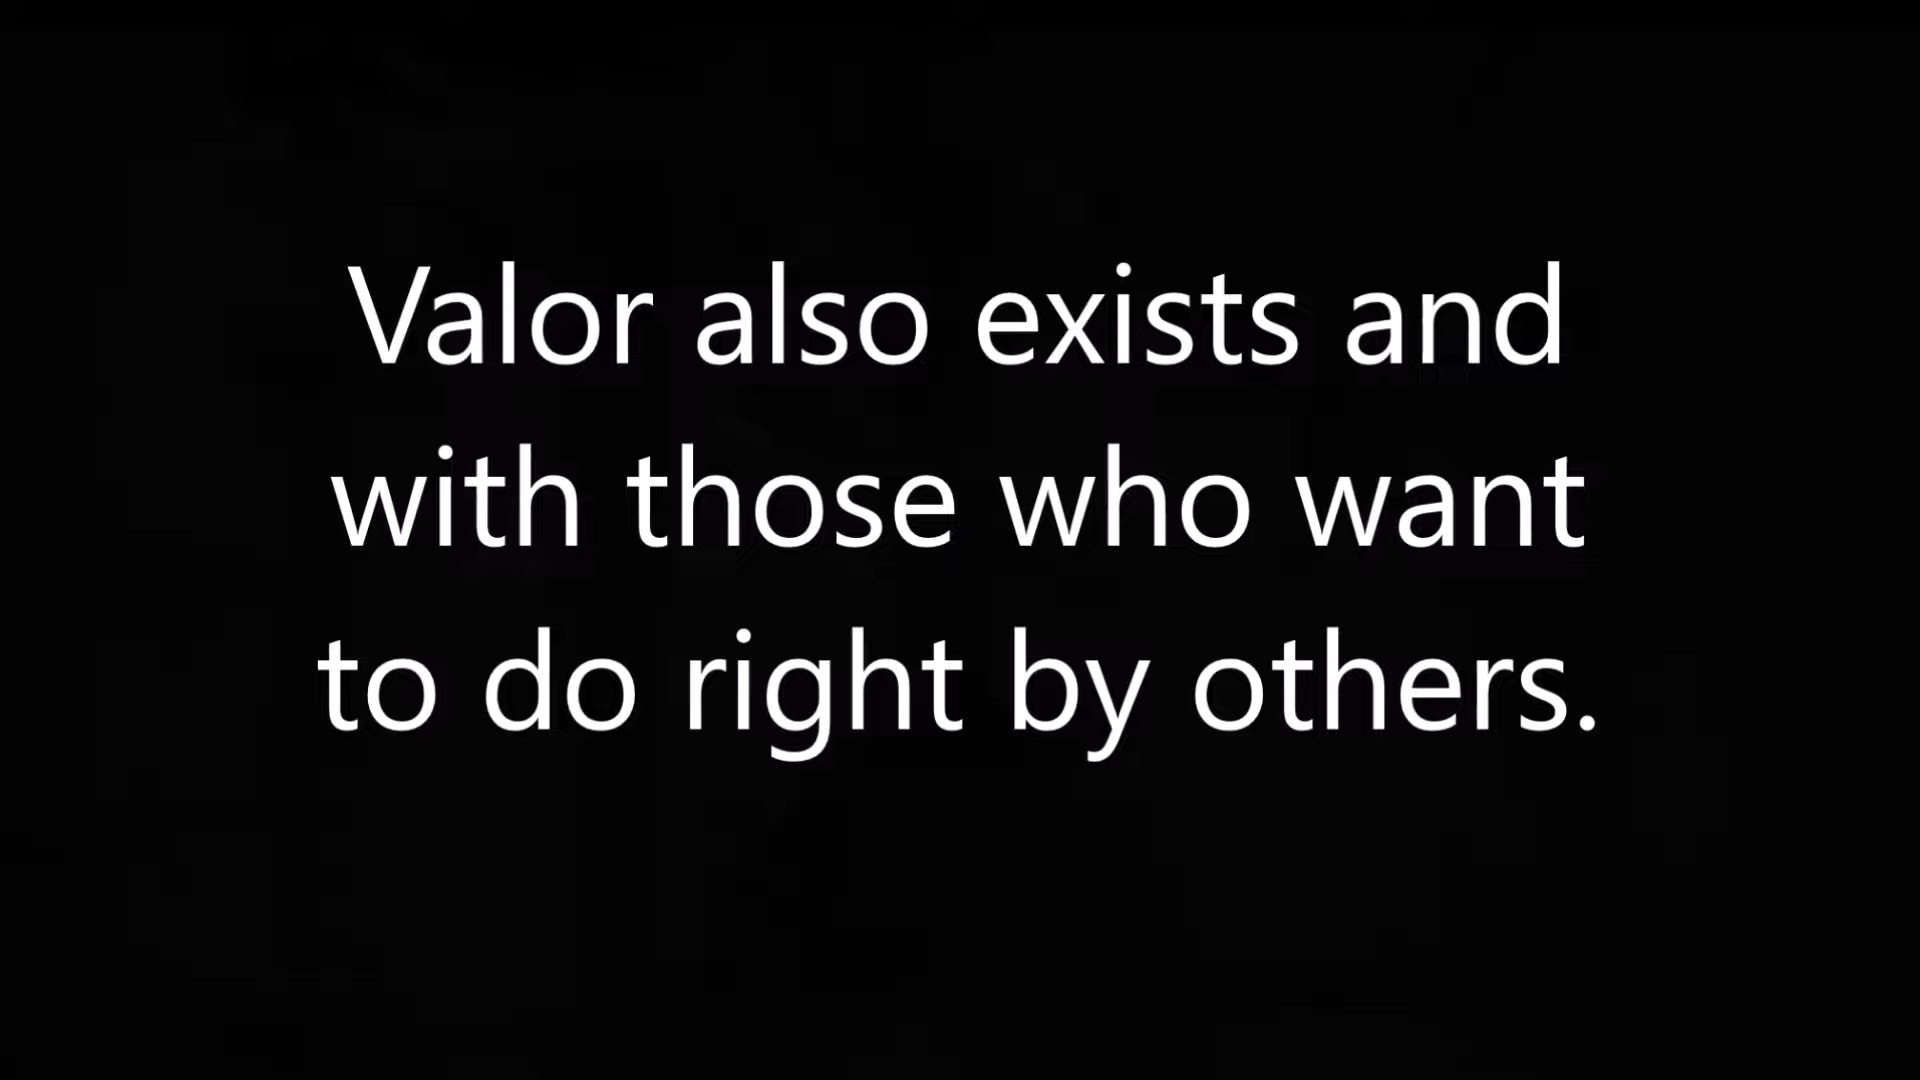 Valor also exists and
with those who want
to do right by others.